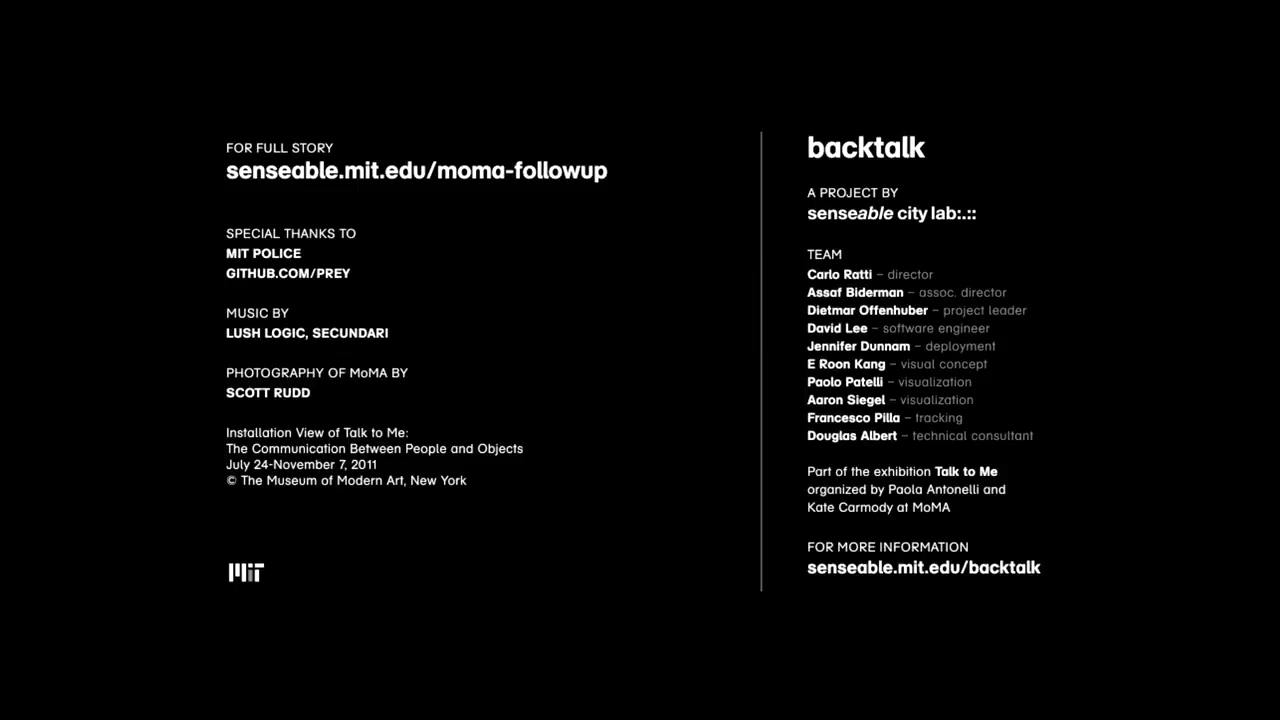 FOR FULL STORY
senseable.mit.edu/moma-followup
SPECIAL THANKS TO
MIT POLICE
GITHUB.COM/PREY
MUSIC BY
LUSH LOGIC, SECUNDARI
PHOTOGRAPHY OF MoMA BY
SCOTT RUDD
Installation View of Talk to Me:
The Communication Between People and Objects
July 24-November 7, 2011
© The Museum of Modern Art, New York
MIT
backtalk
A PROJECT BY
senseable city lab:.::
TEAM
Carlo Ratti – director
Assaf Biderman – assoc. director
Dietmar Offenhuber – project leader
David Lee – software engineer
Jennifer Dunnam – deployment
E Roon Kang – visual concept
Paolo Patelli – visualization
Aaron Siegel – visualization
Francesco Pilla – tracking
Douglas Albert – technical consultant
Part of the exhibition Talk to Me
organized by Paola Antonelli and
Kate Carmody at MoMA
FOR MORE INFORMATION
senseable.mit.edu/backtalk